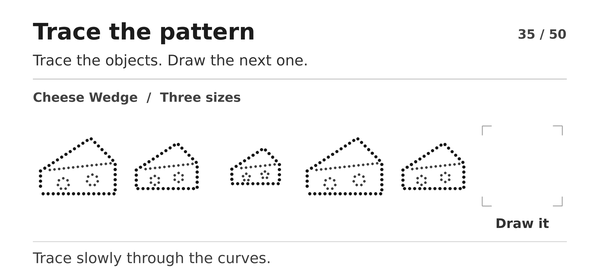 Trace the pattern
35 / 50
Trace the objects. Draw the next one.
Cheese Wedge / Three sizes
Draw it
Trace slowly through the curves.